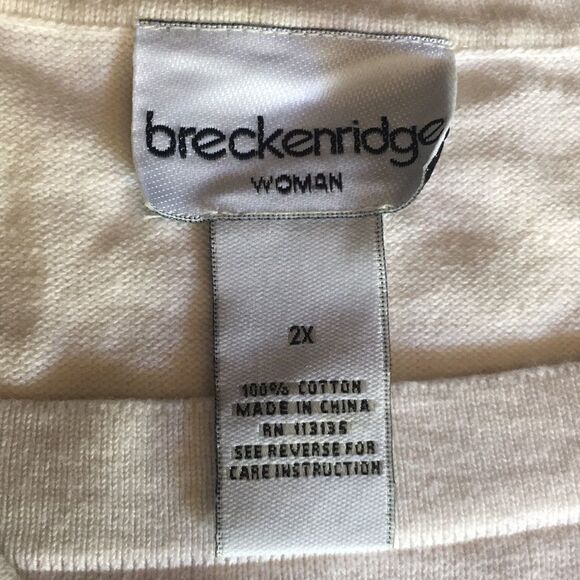 breckenridge
WOMAN
2X
100% COTTON
MADE IN CHINA
RN 113136
SEE REVERSE FOR
CARE INSTRUCTION